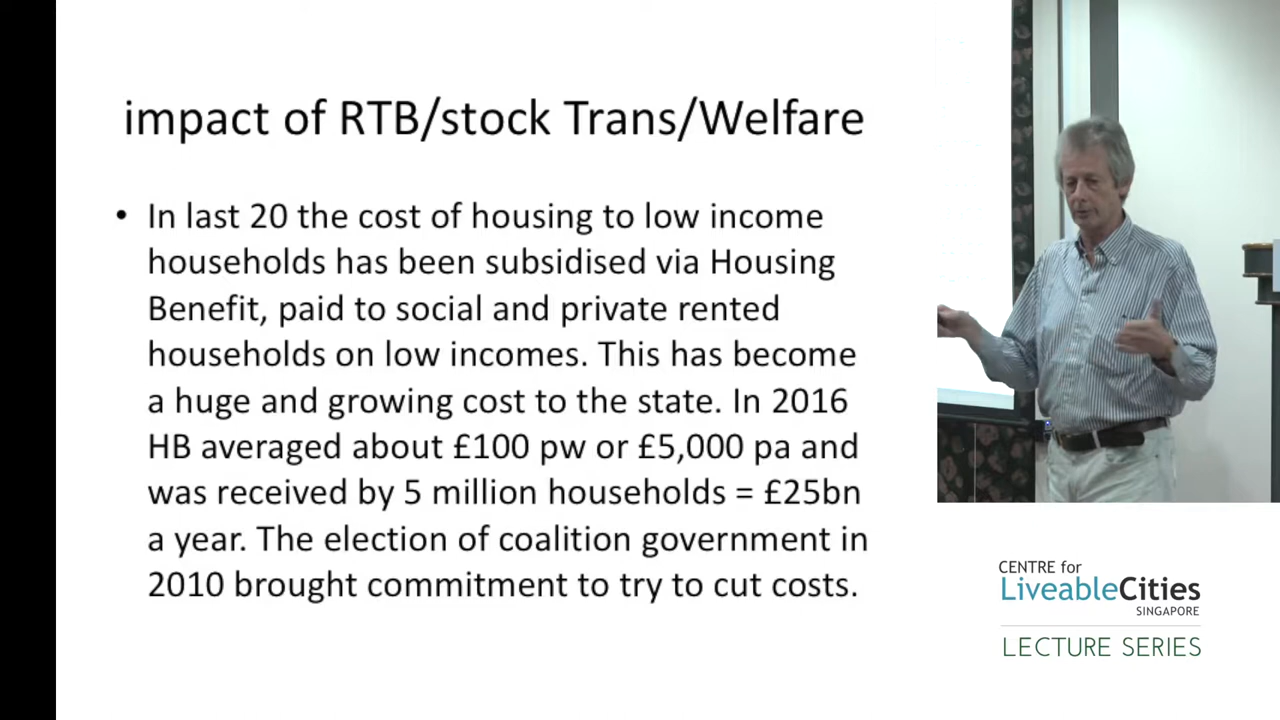 impact of RTB/stock Trans/Welfare
• In last 20 the cost of housing to low income
households has been subsidised via Housing
Benefit, paid to social and private rented
households on low incomes. This has become
a huge and growing cost to the state. In 2016
HB averaged about £100 pw or £5,000 pa and
was received by 5 million households = £25bn
a year. The election of coalition government in
2010 brought commitment to try to cut costs.
CENTRE for
LiveableCities
SINGAPORE
LECTURE SERIES